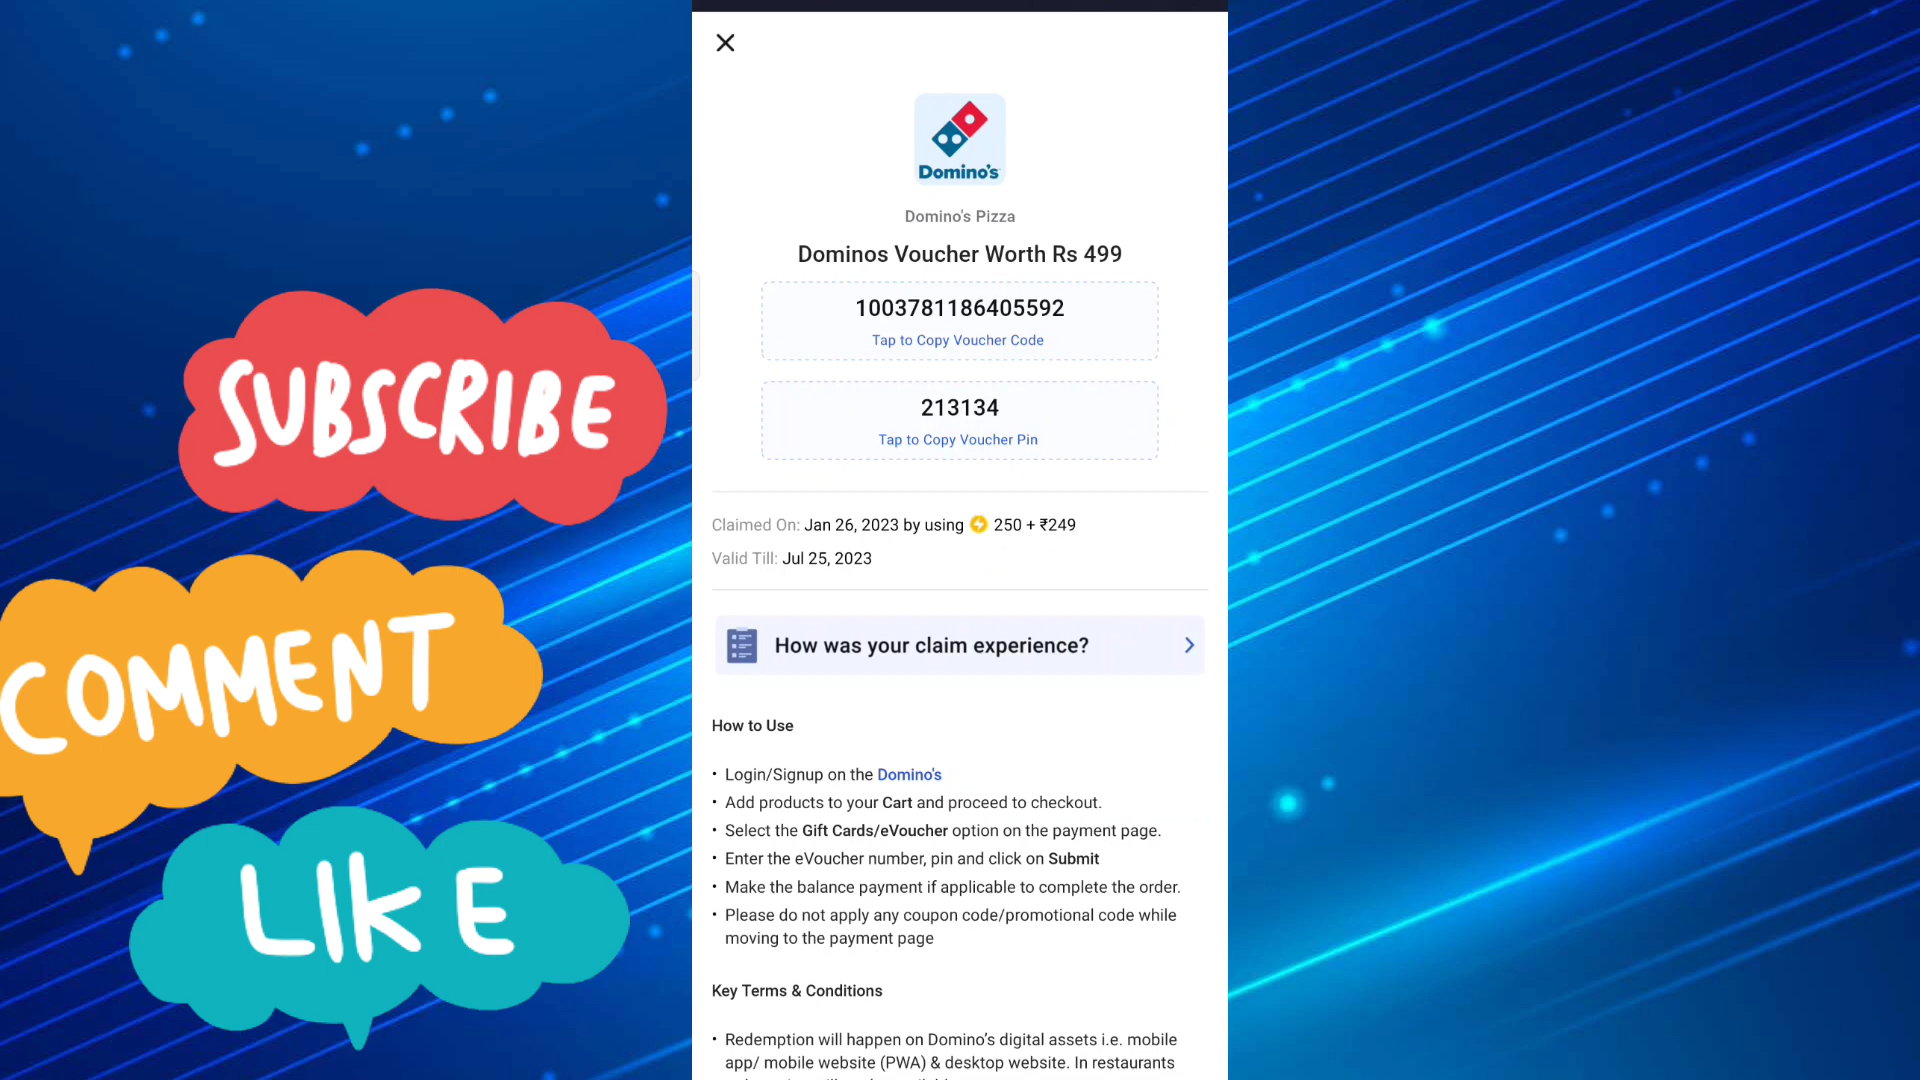 SUBSCRIBE
COMMENT
LIKE
Domino's
Domino's Pizza
Dominos Voucher Worth Rs 499
1003781186405592
Tap to Copy Voucher Code
213134
Tap to Copy Voucher Pin
Claimed On: Jan 26, 2023 by using 250 + ₹249
Valid Till: Jul 25, 2023
How was your claim experience?
How to Use
• Login/Signup on the Domino's
• Add products to your Cart and proceed to checkout.
• Select the Gift Cards/eVoucher option on the payment page.
• Enter the eVoucher number, pin and click on Submit
• Make the balance payment if applicable to complete the order.
• Please do not apply any coupon code/promotional code while
moving to the payment page
Key Terms & Conditions
• Redemption will happen on Domino’s digital assets i.e. mobile
app/ mobile website (PWA) & desktop website. In restaurants